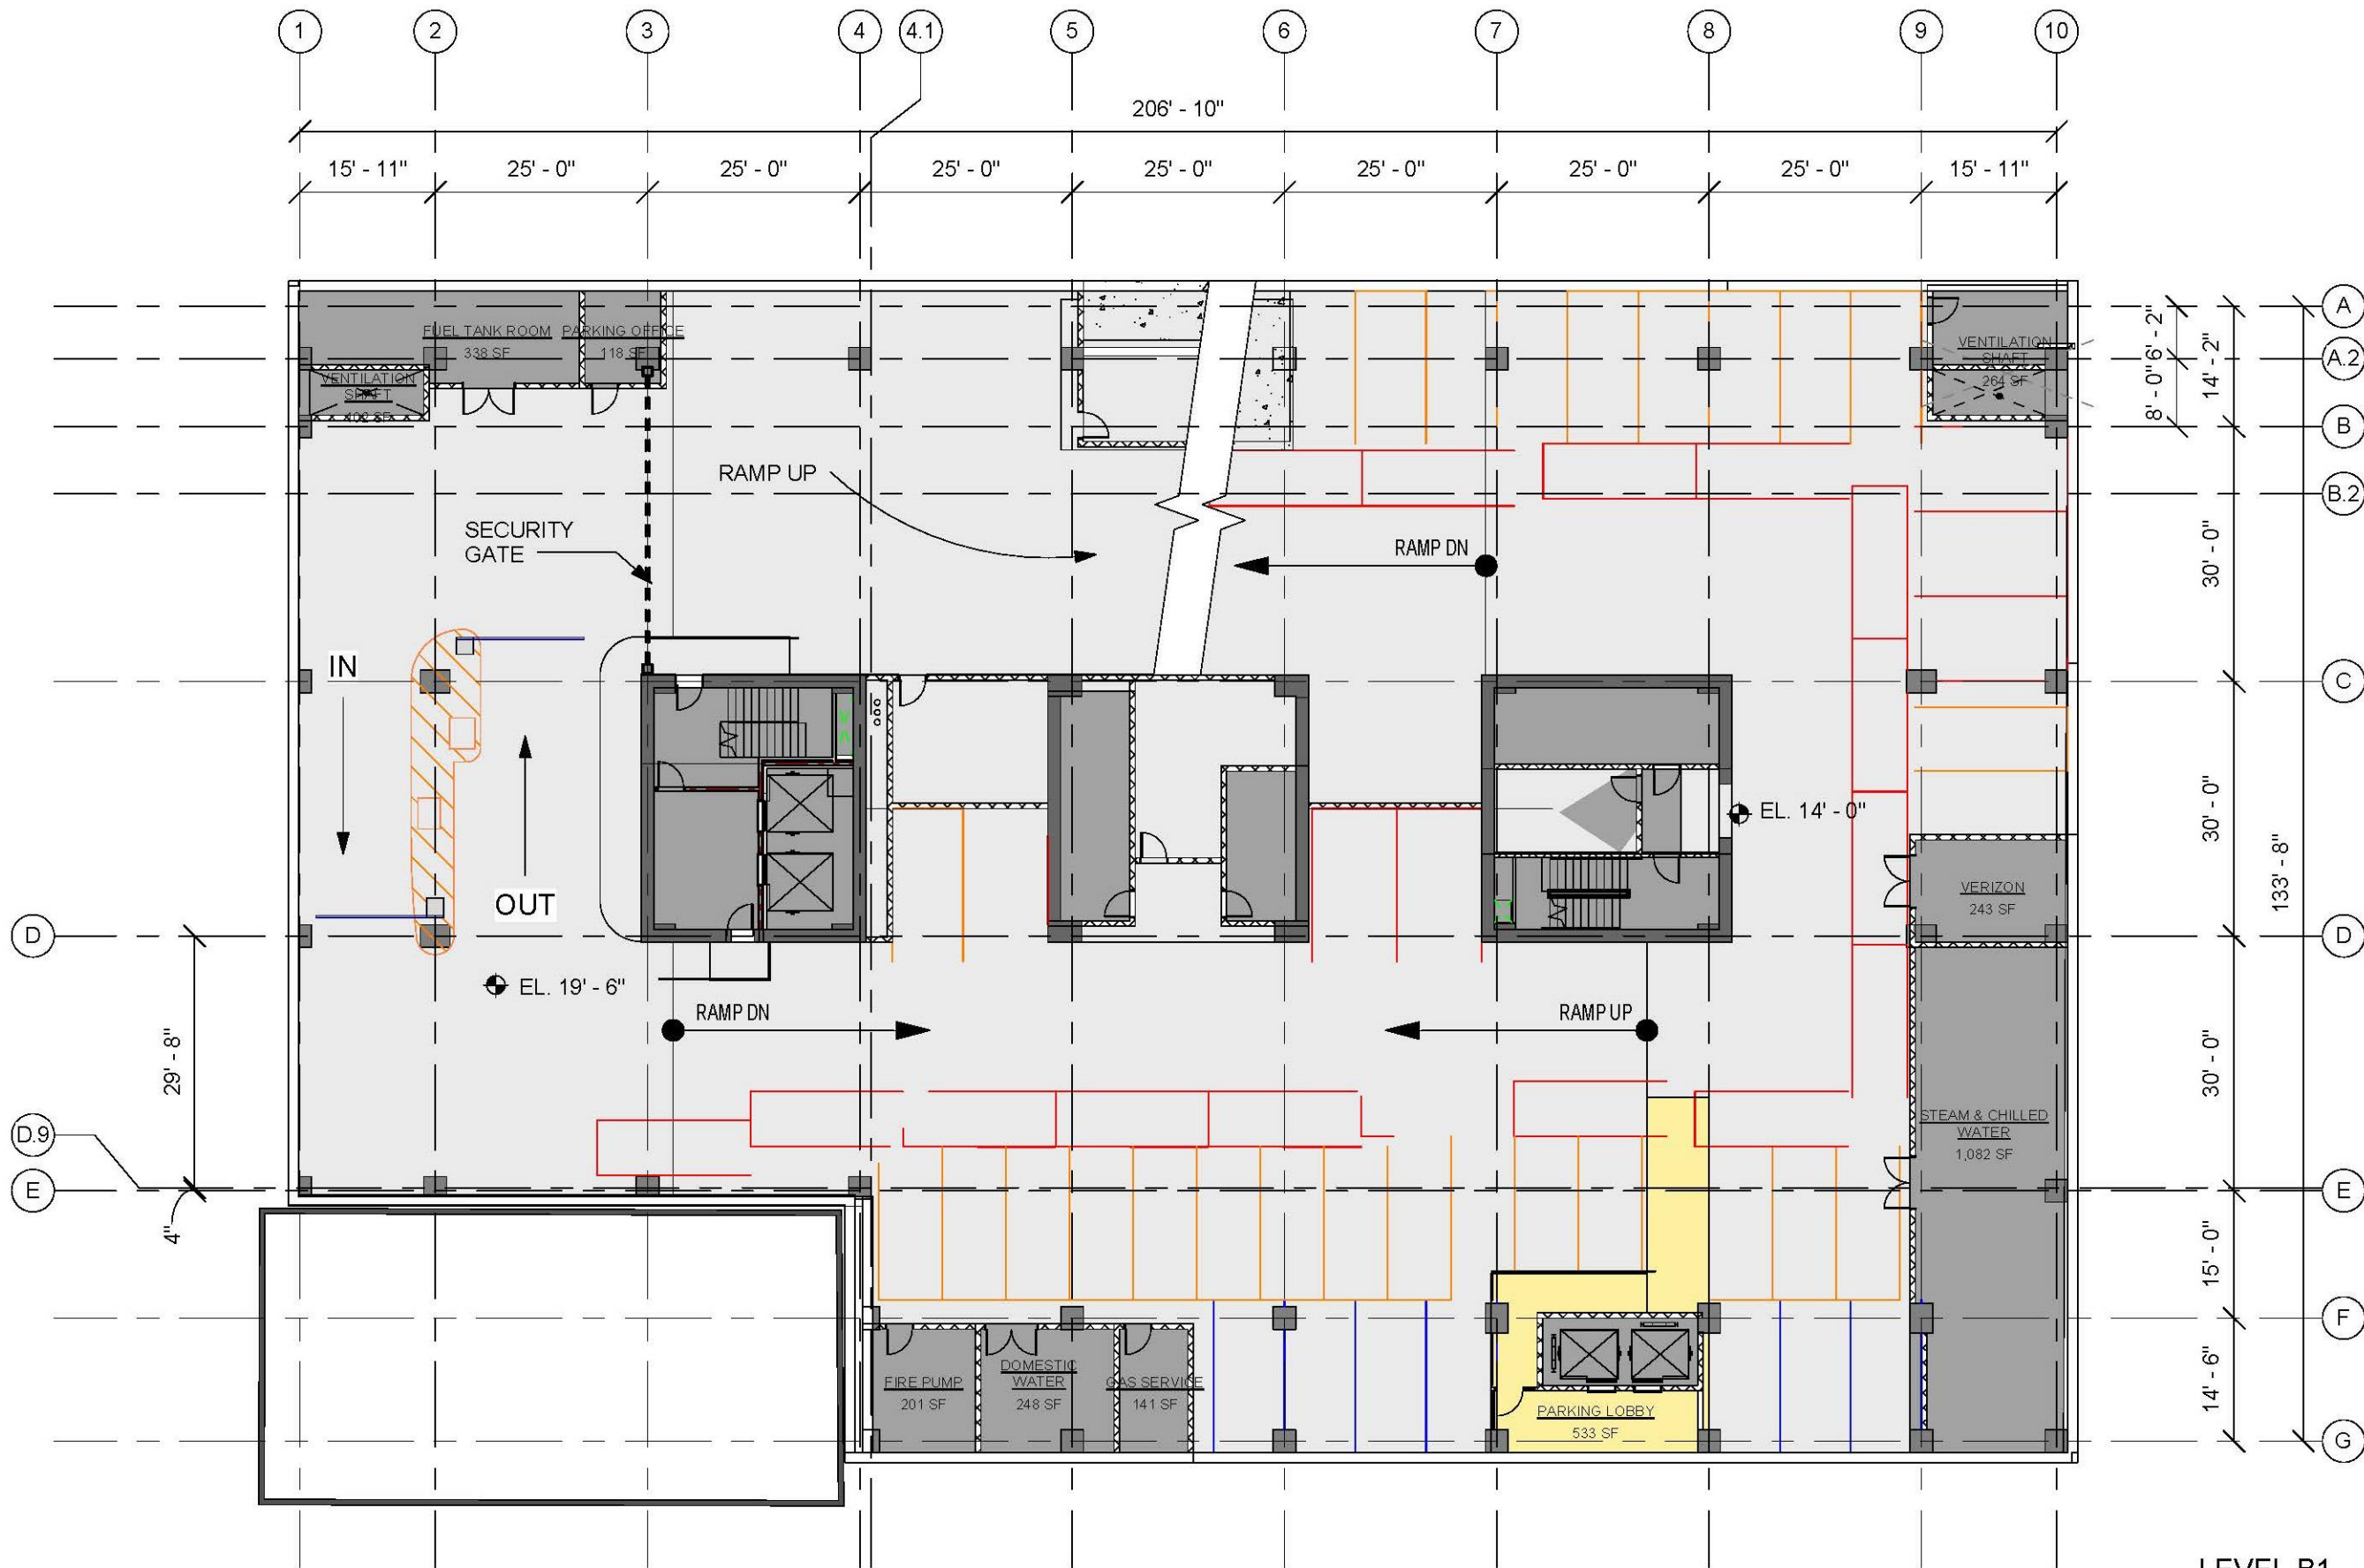 1
2
3
4
4.1
5
6
7
8
9
10
206' - 10"
15' - 11"
25' - 0"
25' - 0"
25' - 0"
25' - 0"
25' - 0"
25' - 0"
25' - 0"
15' - 11"
A
A.2
B
B.2
C
D
E
F
G
D
D.9
E
6' - 2"
8' - 0"
14' - 2"
30' - 0"
30' - 0"
30' - 0"
15' - 0"
14' - 6"
133' - 8"
29' - 8"
4"
FUEL TANK ROOM
338 SF
PARKING OFFICE
118 SF
VENTILATION
SHAFT
102 SF
VENTILATION
SHAFT
264 SF
RAMP UP
SECURITY
GATE
RAMP DN
IN
OUT
EL. 14' - 0"
EL. 19' - 6"
RAMP DN
RAMP UP
VERIZON
243 SF
STEAM & CHILLED
WATER
1,082 SF
FIRE PUMP
201 SF
DOMESTIC
WATER
248 SF
GAS SERVICE
141 SF
PARKING LOBBY
533 SF
LEVEL B1